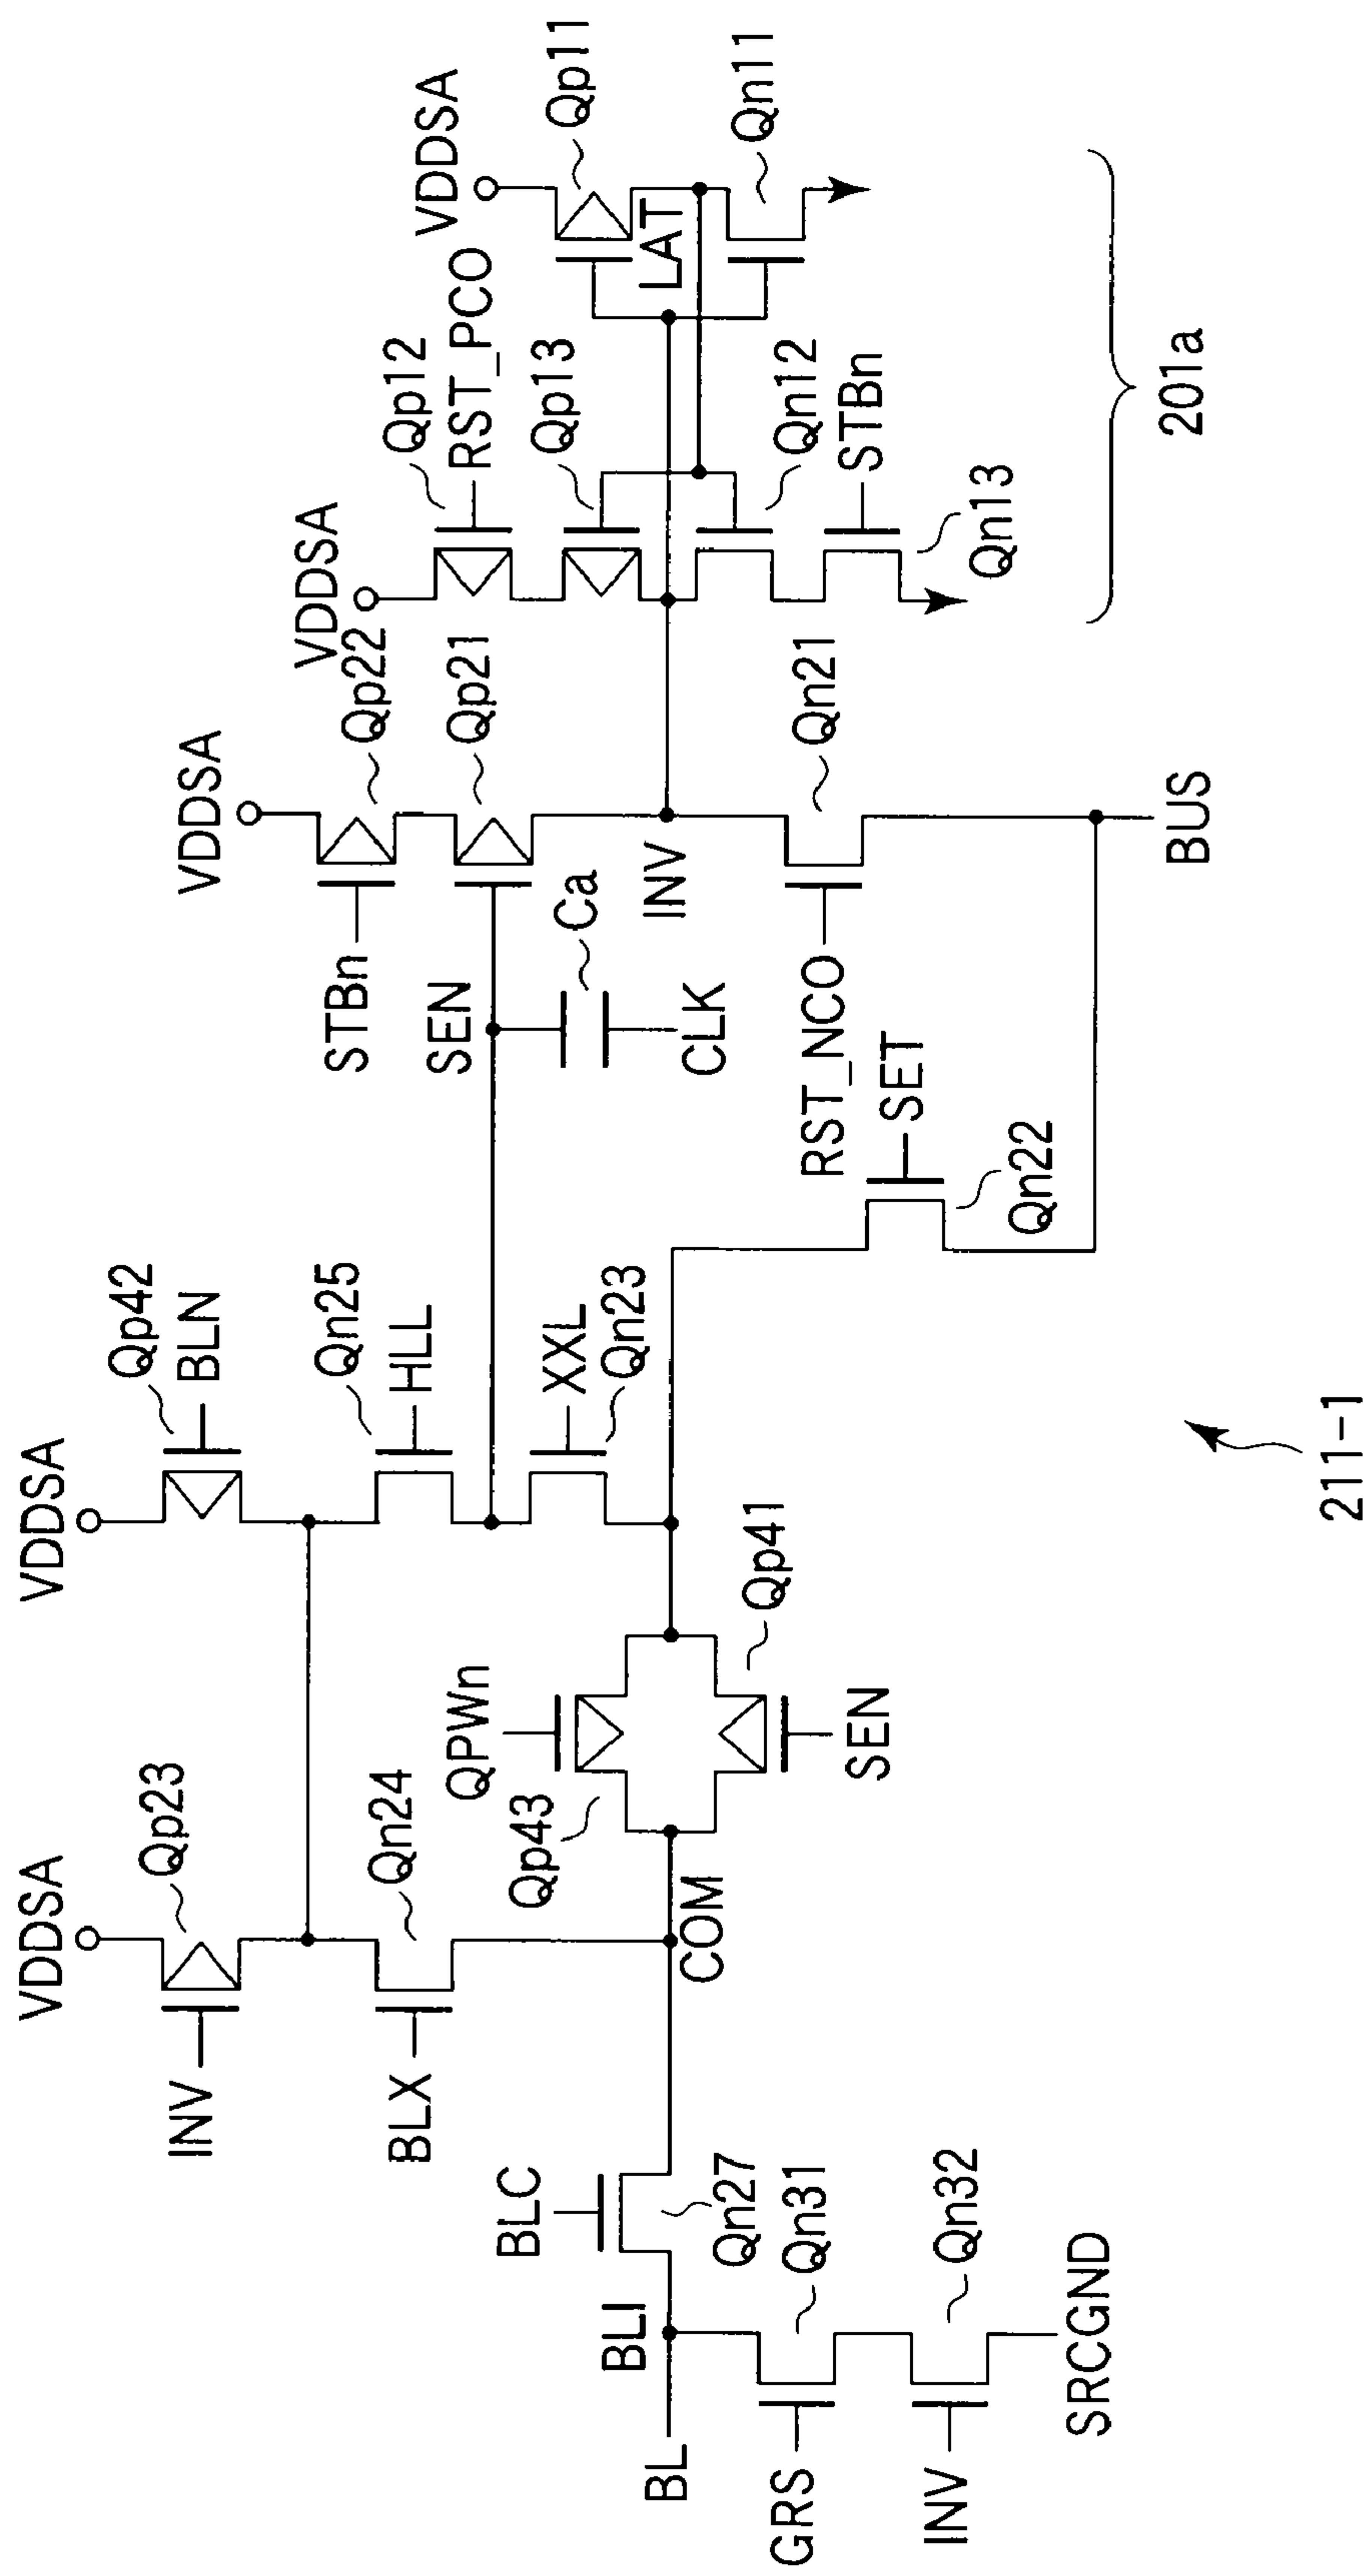 VDDSA
INV
Qp23
BLX
Qn24
VDDSA
Qp42
BLN
Qn25
HLL
XXL
Qn23
QPWn
Qp43
Qp41
SEN
COM
BLC
Qn27
BLI
BL
GRS
Qn31
INV
Qn32
SRCGND
VDDSA
STBn
Qp22
SEN
Qp21
Ca
CLK
INV
RST_NCO
Qn21
SET
Qn22
BUS
VDDSA
Qp12
RST_PCO
Qp13
Qn12
STBn
Qn13
VDDSA
Qp11
LAT
Qn11
201a
211-1